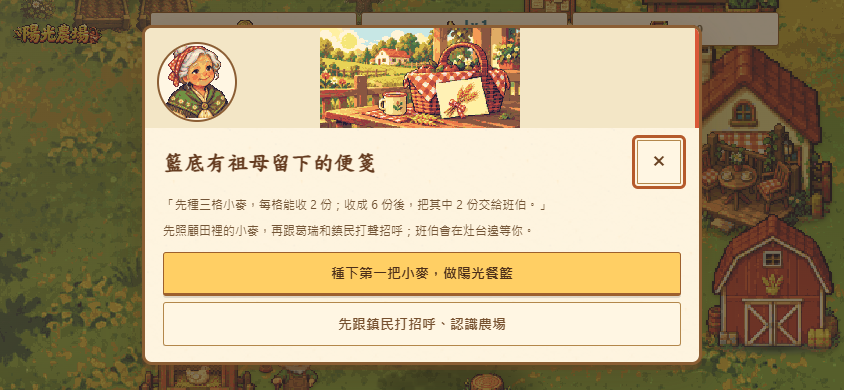 陽光農場
Lv.1
籃底有祖母留下的便箋
×
「先種三格小麥，每格能收 2 份；收成 6 份後，把其中 2 份交給班伯。」
先照顧田裡的小麥，再跟葛瑞和鎮民打聲招呼；班伯會在灶台邊等你。
種下第一把小麥，做陽光餐籃
先跟鎮民打招呼、認識農場